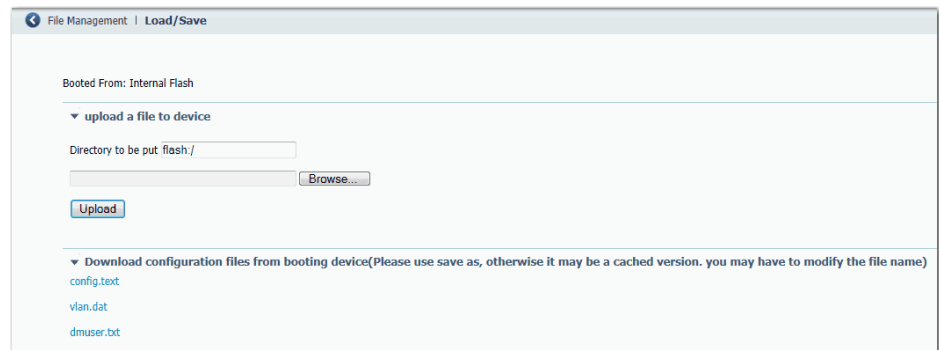 File Management | Load/Save
Booted From: Internal Flash
upload a file to device
Directory to be put flash:/
Browse...
Upload
Download configuration files from booting device(Please use save as, otherwise it may be a cached version. you may have to modify the file name)
config.text
vlan.dat
dmuser.txt